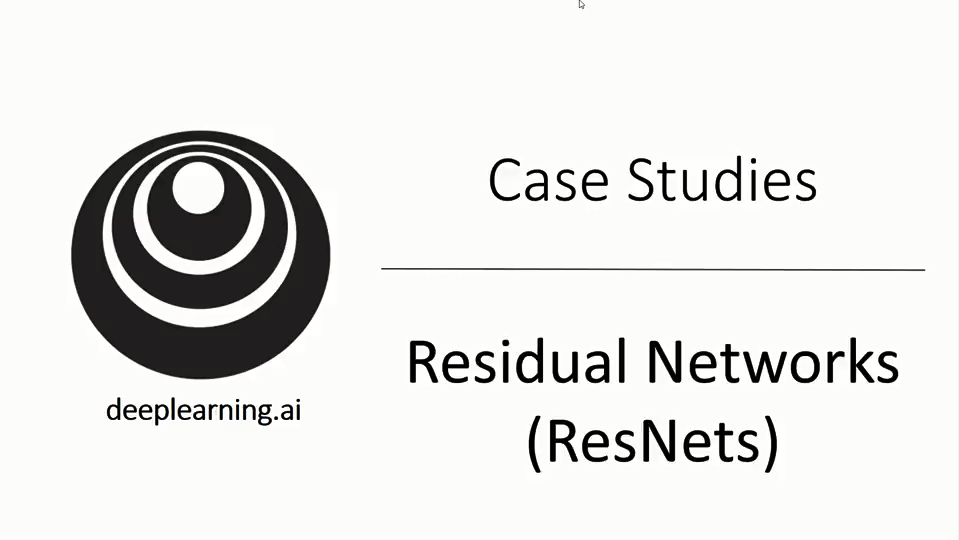 Case Studies
Residual Networks
(ResNets)
deeplearning.ai